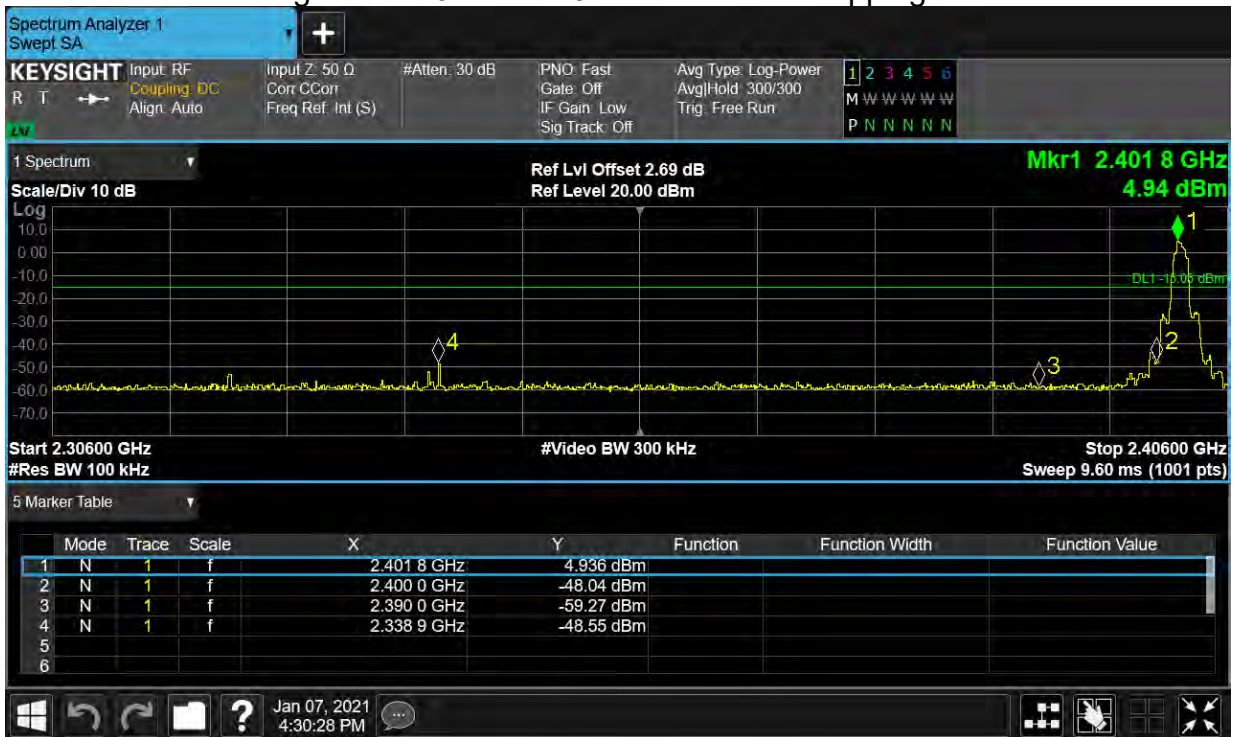 Spectrum Analyzer 1
Swept SA
+
KEYSIGHT Input: RF Input Z: 50 Ω #Atten: 30 dB PNO: Fast Avg Type: Log-Power 1 2 3 4 5 6
R T Coupling: DC Corr CCorr Gate: Off Avg|Hold: 300/300 M W W W W W
Align: Auto Freq Ref: Int (S) IF Gain: Low Trig: Free Run
Sig Track: Off P N N N N N
LXI
1 Spectrum Ref Lvl Offset 2.69 dB Mkr1 2.401 8 GHz
Scale/Div 10 dB Ref Level 20.00 dBm 4.94 dBm
Log
10.0 1
0.00
-10.0 DL1 -15.05 dBm
-20.0
-30.0
-40.0 4 2
-50.0 3
-60.0
-70.0
Start 2.30600 GHz #Video BW 300 kHz Stop 2.40600 GHz
#Res BW 100 kHz Sweep 9.60 ms (1001 pts)
5 Marker Table
Mode Trace Scale X Y Function Function Width Function Value
1 N 1 f 2.401 8 GHz 4.936 dBm
2 N 1 f 2.400 0 GHz -48.04 dBm
3 N 1 f 2.390 0 GHz -59.27 dBm
4 N 1 f 2.338 9 GHz -48.55 dBm
5
6
? Jan 07, 2021
4:30:28 PM